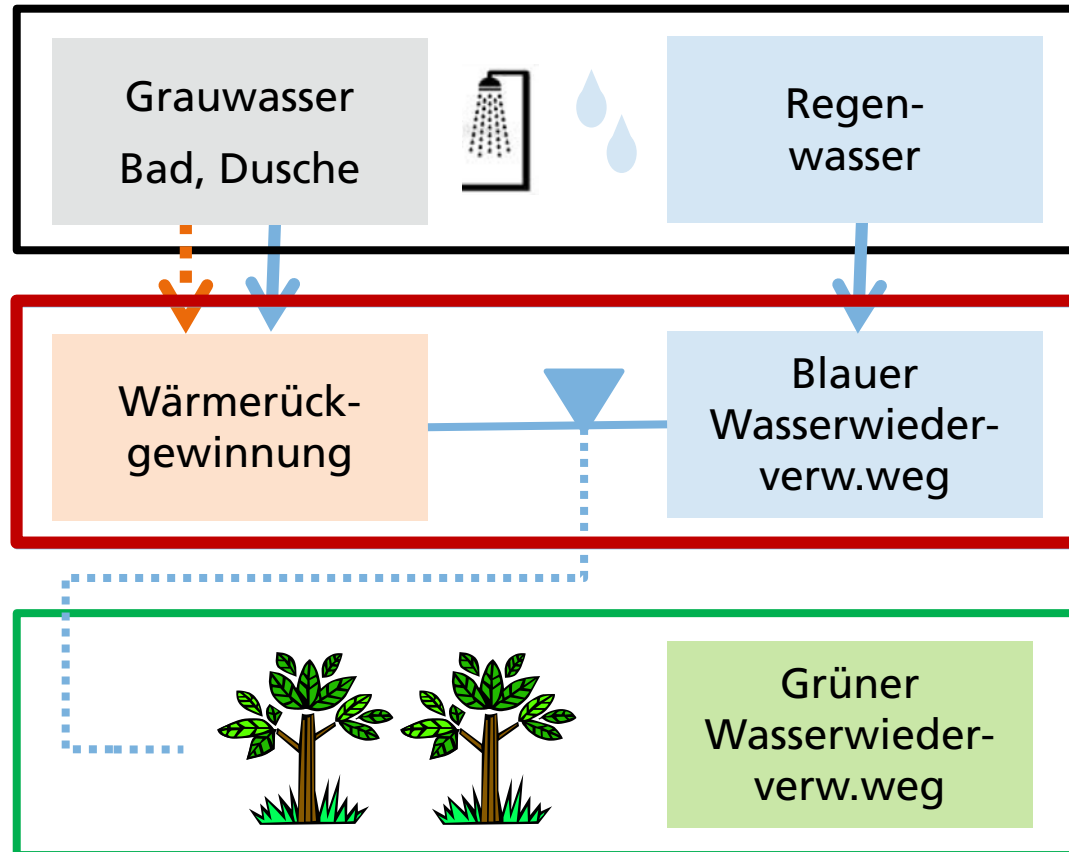 Grauwasser
Bad, Dusche
Regen-
wasser
Wärmerück-
gewinnung
Blauer
Wasserwieder-
verw.weg
Grüner
Wasserwieder-
verw.weg